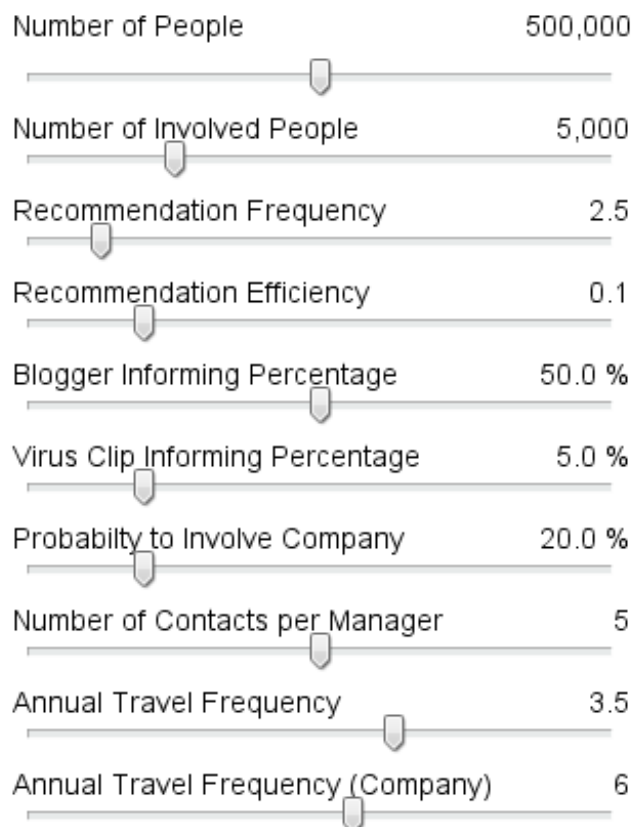 Number of People 500,000
Number of Involved People 5,000
Recommendation Frequency 2.5
Recommendation Efficiency 0.1
Blogger Informing Percentage 50.0 %
Virus Clip Informing Percentage 5.0 %
Probabilty to Involve Company 20.0 %
Number of Contacts per Manager 5
Annual Travel Frequency 3.5
Annual Travel Frequency (Company) 6